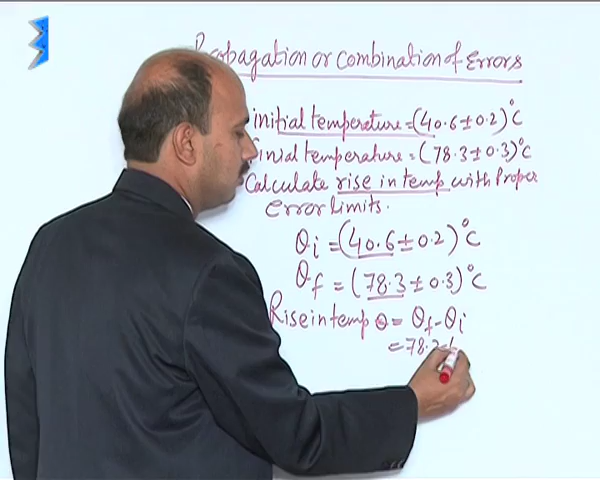 Propagation or Combination of Errors
initial temperature = (40.6 ± 0.2)°C
inial temperature = (78.3 ± 0.3)°C
Calculate rise in temp with Proper
error limits.
θi = (40.6 ± 0.2)°C
θf = (78.3 ± 0.3)°C
Rise in temp θ = θf - θi
= 78.3 -